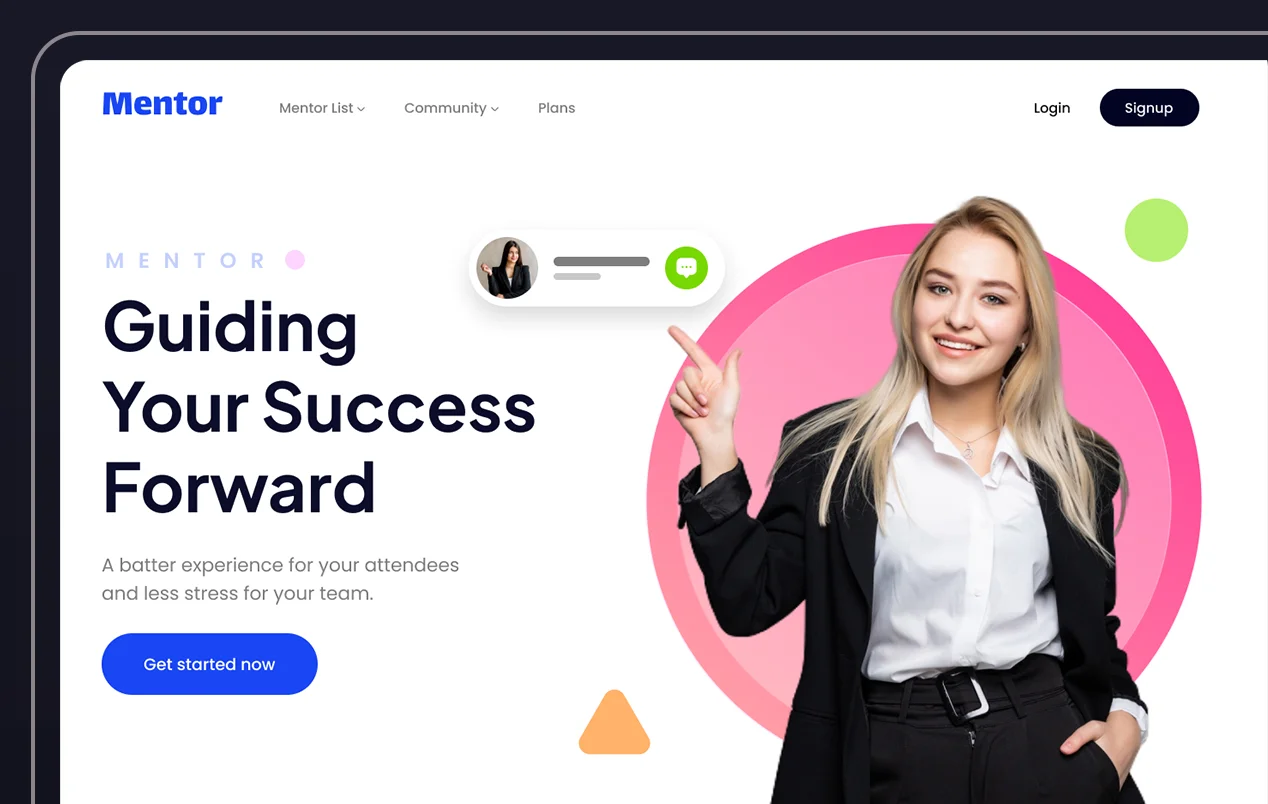 Mentor
Mentor List
Community
Plans
Login
Signup
MENTOR
Guiding
Your Success
Forward
A batter experience for your attendees
and less stress for your team.
Get started now